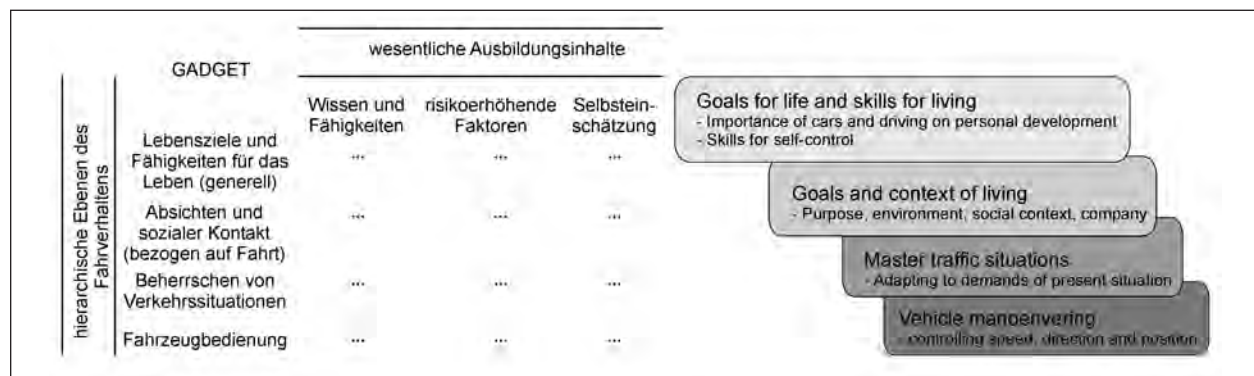 wesentliche Ausbildungsinhalte
GADGET
hierarchische Ebenen des
Fahrverhaltens
Wissen und
Fähigkeiten
risikoerhöhende
Faktoren
Selbstein-
schätzung
Lebensziele und
Fähigkeiten für das
Leben (generell)
... ... ...
Absichten und
sozialer Kontakt
(bezogen auf Fahrt)
... ... ...
Beherrschen von
Verkehrssituationen
... ... ...
Fahrzeugbedienung
... ... ...
Goals for life and skills for living
- Importance of cars and driving on personal development
- Skills for self-control
Goals and context of living
- Purpose, environment, social context, company
Master traffic situations
- Adapting to demands of present situation
Vehicle manoenvering
- controlling speed, direction and position